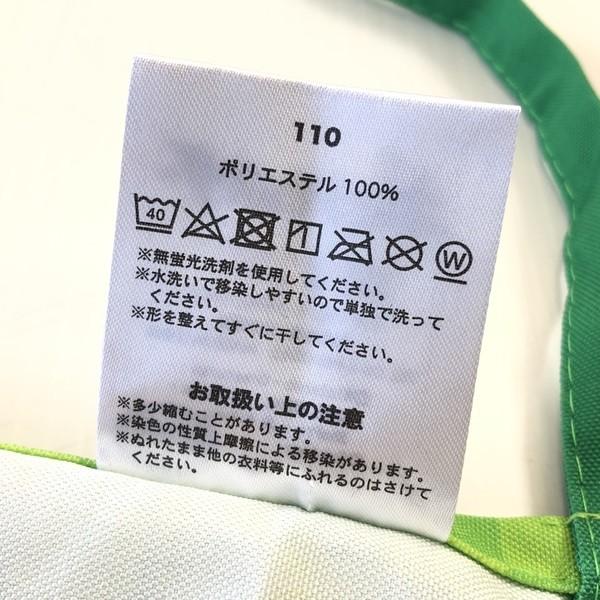 110
ポリエステル 100%
40 W
※無蛍光洗剤を使用してください。
※水洗いで移染しやすいので単独で洗って
ください。
※形を整えてすぐに干してください。
お取扱い上の注意
※多少縮むことがあります。
※染色の性質上摩擦による移染があります。
※ぬれたまま他の衣料等にふれるのはさけて
ください。